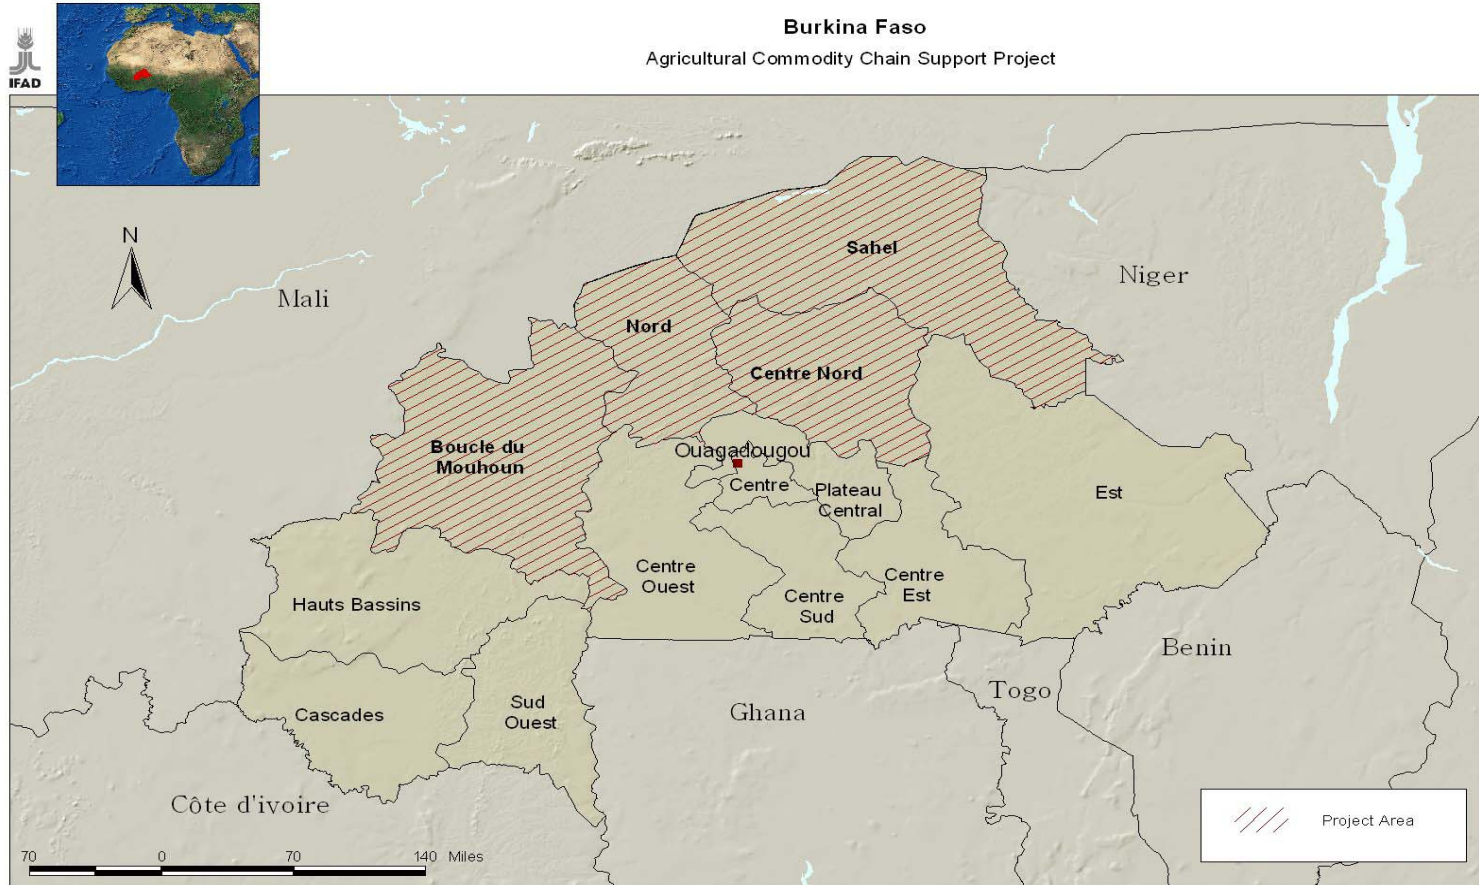 Burkina Faso
Agricultural Commodity Chain Support Project
IFAD
N
Mali
Niger
Sahel
Nord
Centre Nord
Boucle du
Mouhoun
Ouagadougou
Centre
Plateau
Central
Est
Centre
Ouest
Centre
Est
Centre
Sud
Hauts Bassins
Benin
Togo
Sud
Ouest
Cascades
Ghana
Côte d'ivoire
Project Area
70 0 70 140 Miles